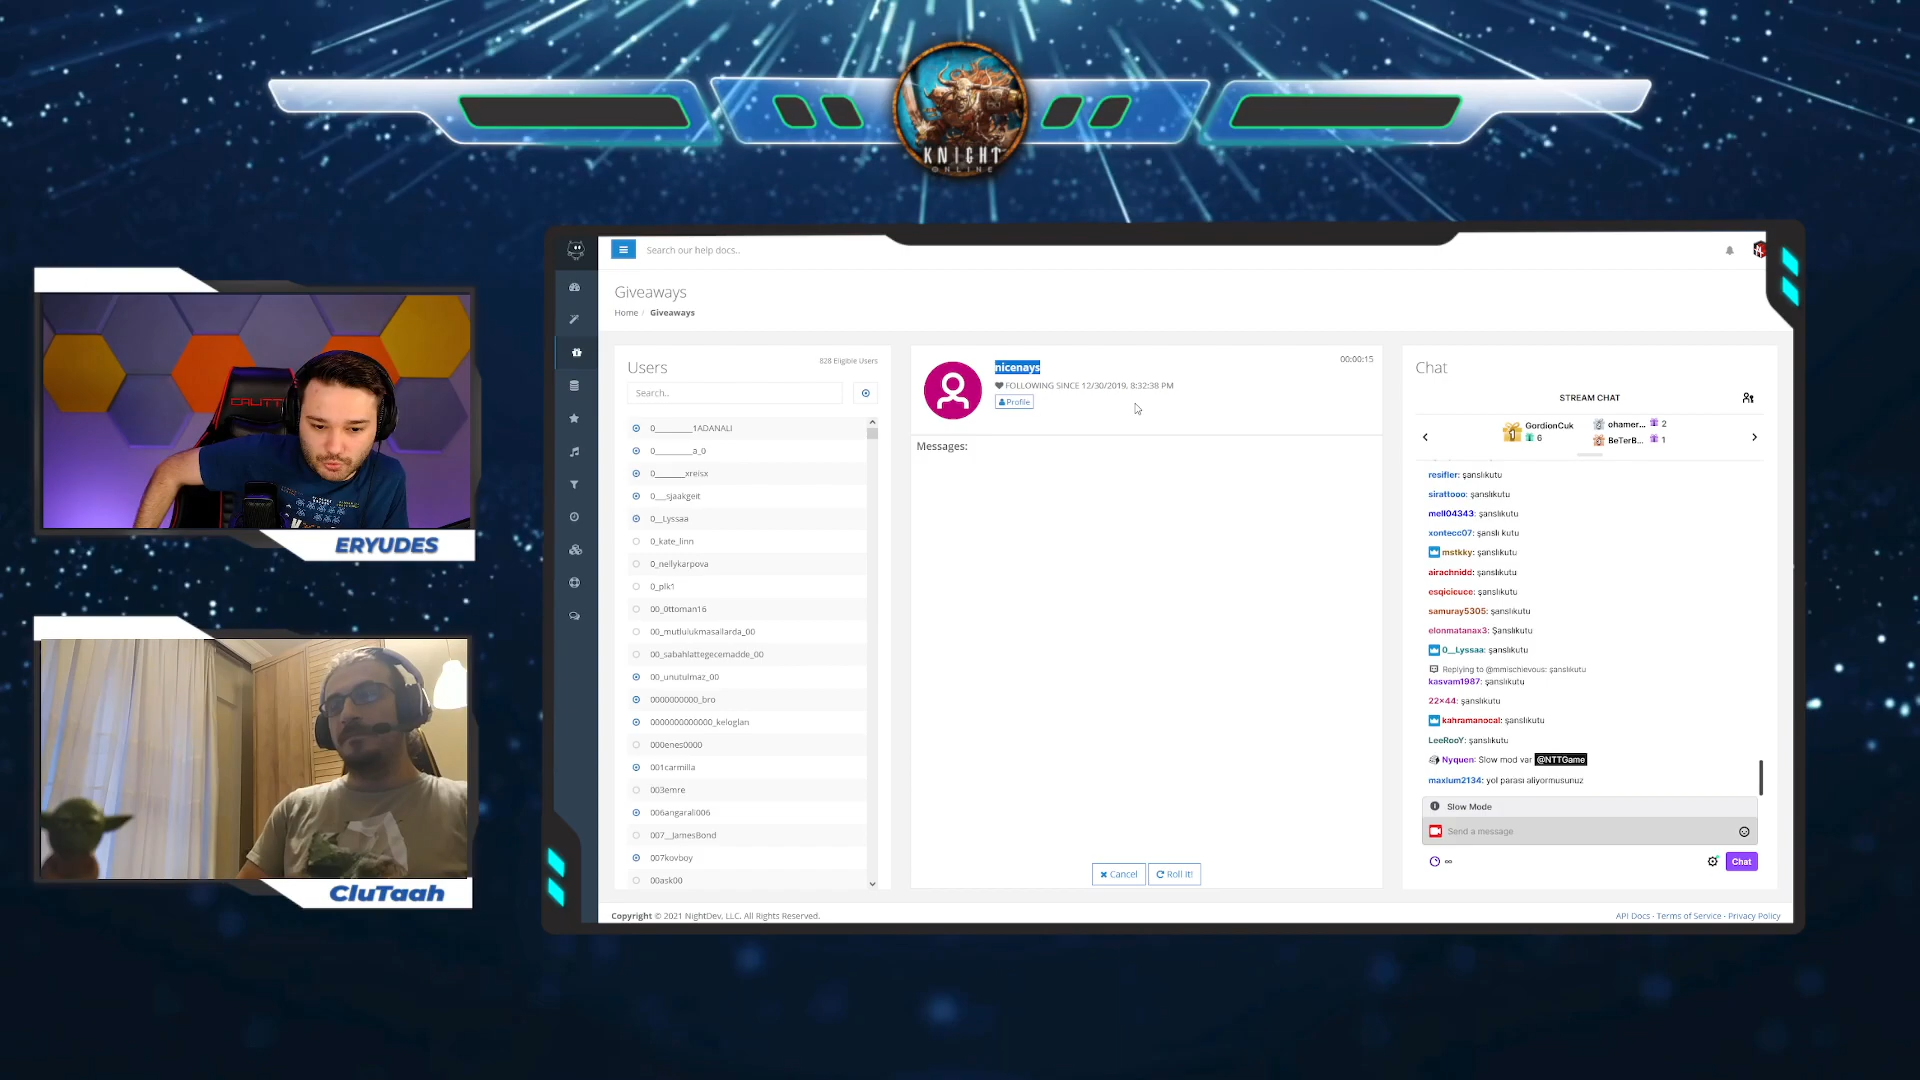 KNIGHT
ONLINE
Search our help docs..
Giveaways
Home / Giveaways
Users
828 Eligible Users
Search..
0_________1ADANALI
0_________a_0
0_______xreisx
0___sjaakgeit
0__Lyssaa
0_kate_linn
0_nellykarpova
0_plk1
00_0ttoman16
00_mutlulukmasallarda_00
00_sabahlattegecemadde_00
00_unutulmaz_00
0000000000_bro
0000000000000_keloglan
000enes0000
001carmilla
003emre
006angarali006
007__JamesBond
007kovboy
00ask00
nicenays
00:00:15
FOLLOWING SINCE 12/30/2019, 8:32:38 PM
Profile
Messages:
Cancel
Roll It!
Chat
STREAM CHAT
GordionCuk
6
ohamer... 2
BeTerB... 1
resifler: şanslıkutu
sirattooo: şanslıkutu
mell04343: şanslıkutu
xontecc07: şanslı kutu
mstkky: şanslıkutu
airachnidd: şanslıkutu
esqiciuce: şanslıkutu
samuray5305: şanslıkutu
elonmatanax3: Şanslıkutu
0__Lyssaa: şanslıkutu
Replying to @mmischievous: şanslıkutu
kasvam1987: şanslıkutu
22x44: şanslıkutu
kahramanocal: şanslıkutu
LeeRooY: şanslıkutu
Nyquen: Slow mod var @NTTGame
maxlum2134: yol parası aliyormusunuz
Slow Mode
Send a message
Chat
Copyright © 2021 NightDev, LLC. All Rights Reserved.
API Docs · Terms of Service · Privacy Policy
ERYUDES
CluTaah